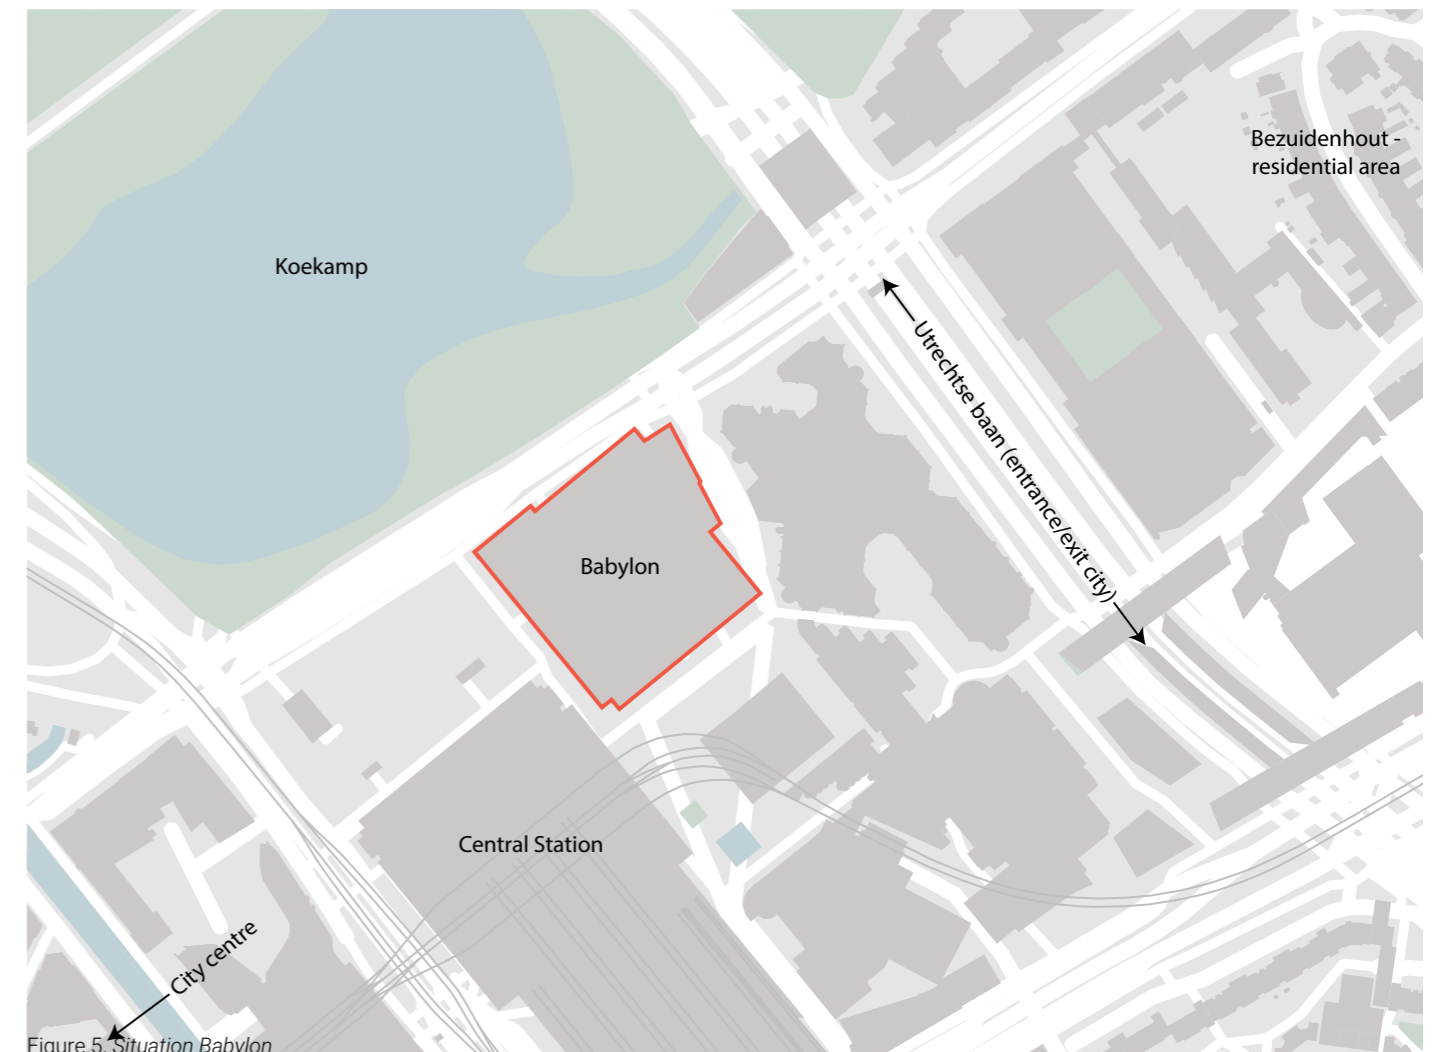 Bezuidenhout -
residential area
Koekamp
Utrechtse baan (entrance/exit city)
Babylon
Central Station
City centre
Figure 5. Situation Babylon